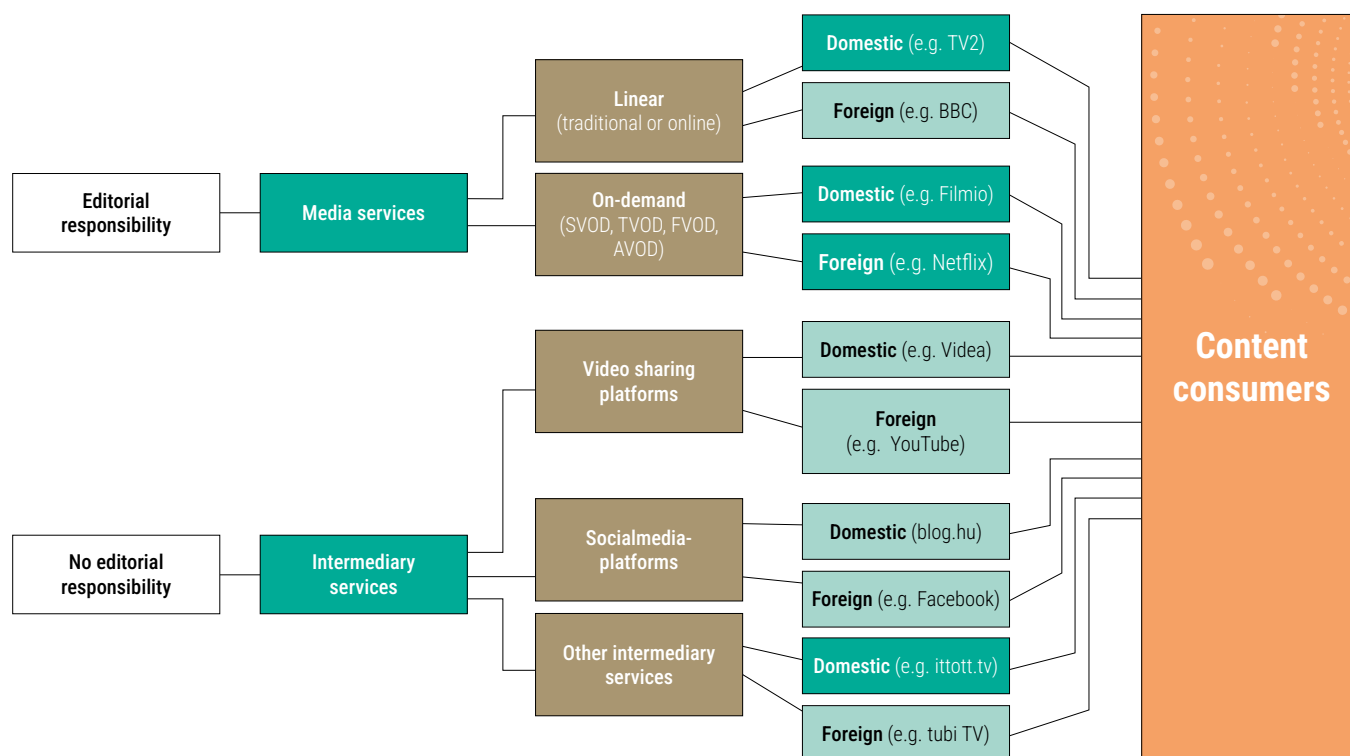 Editorial
responsibility
Media services
Linear
(traditional or online)
Domestic (e.g. TV2)
Foreign (e.g. BBC)
On-demand
(SVOD, TVOD, FVOD,
AVOD)
Domestic (e.g. Filmio)
Foreign (e.g. Netflix)
No editorial
responsibility
Intermediary
services
Video sharing
platforms
Domestic (e.g. Videa)
Foreign
(e.g. YouTube)
Socialmedia-
platforms
Domestic (blog.hu)
Foreign (e.g. Facebook)
Other intermediary
services
Domestic (e.g. ittott.tv)
Foreign (e.g. tubi TV)
Content
consumers